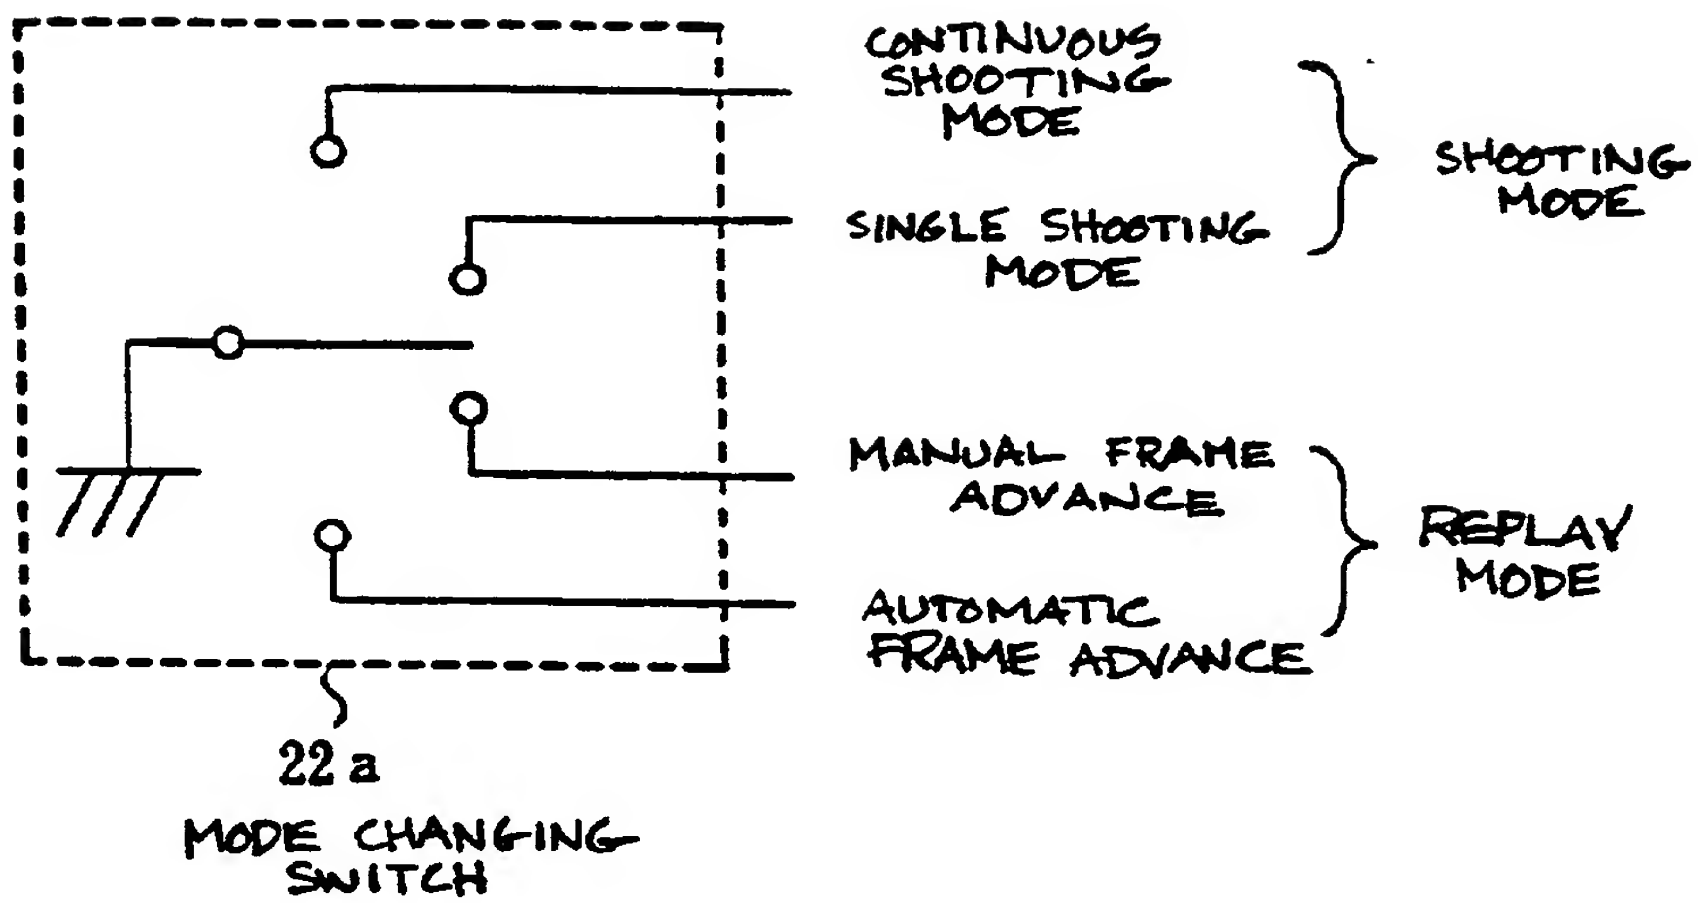 CONTINUOUS
SHOOTING
MODE
SINGLE SHOOTING
MODE
SHOOTING
MODE
MANUAL FRAME
ADVANCE
AUTOMATIC
FRAME ADVANCE
REPLAY
MODE
22a
MODE CHANGING
SWITCH